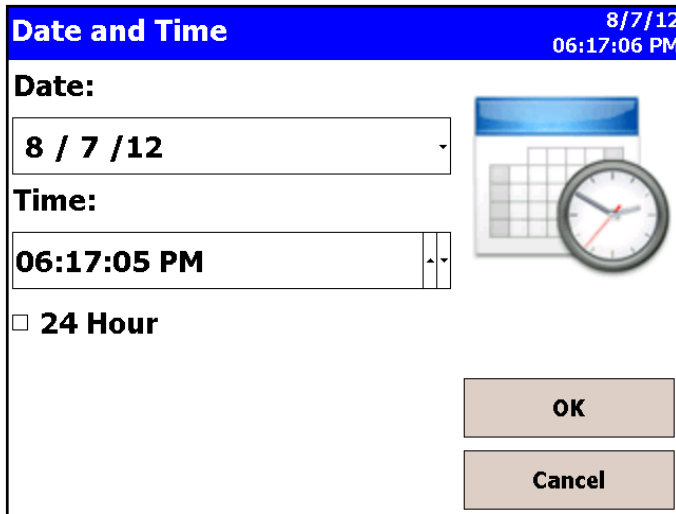 Date and Time
8/7/12
06:17:06 PM
Date:
8 / 7 /12
Time:
06:17:05 PM
24 Hour
OK
Cancel